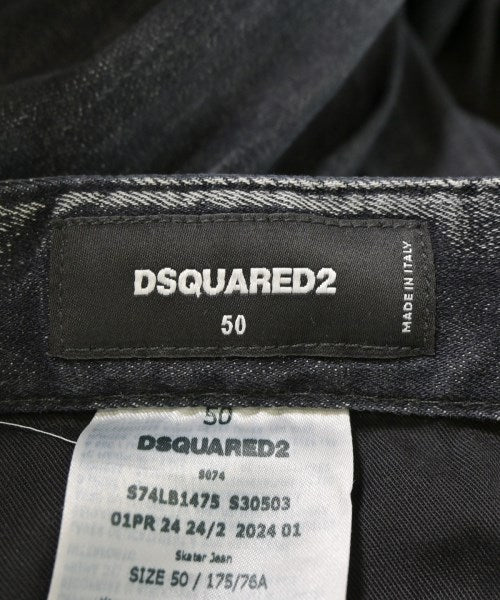 DSQUARED2
50
MADE IN ITALY
50
DSQUARED2
S074
S74LB1475 S30503
01PR 24 24/2 2024 01
Skater Jean
SIZE 50 / 175/76A